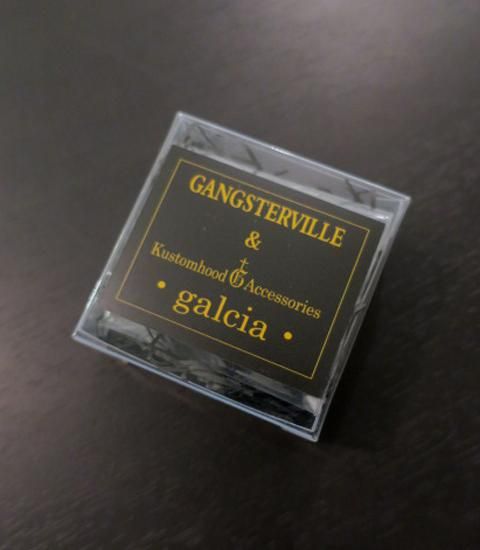 GANGSTERVILLE
&
Kustomhood G Accessories
• galcia •